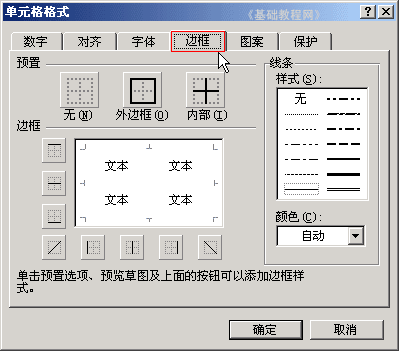 单元格格式
《基础教程网》
数字 对齐 字体 边框 图案 保护
预置
无(N) 外边框(O) 内部(I)
边框
文本 文本
文本 文本
线条
样式(S):
无
颜色(C):
自动
单击预置选项、预览草图及上面的按钮可以添加边框样
式。
确定 取消